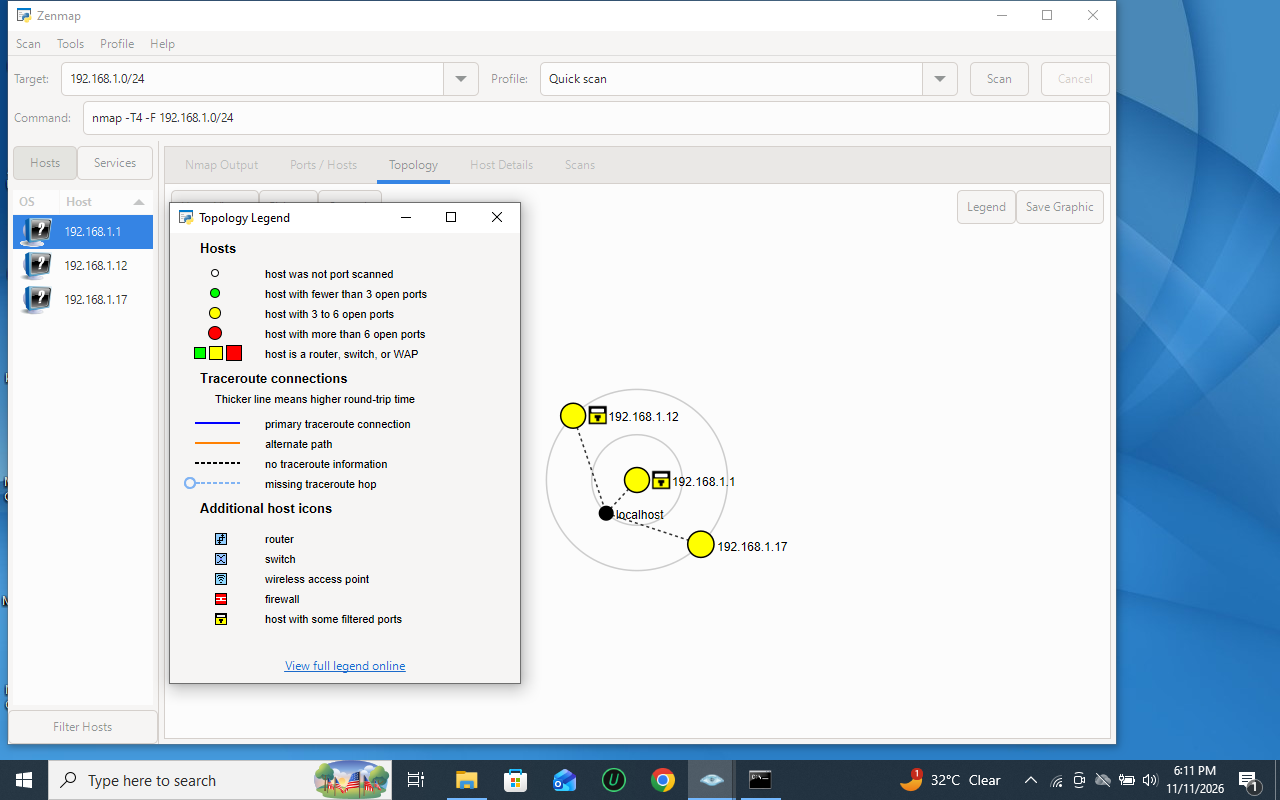 Zenmap
Scan Tools Profile Help
Target: 192.168.1.0/24 Profile: Quick scan Scan Cancel
Command: nmap -T4 -F 192.168.1.0/24
Hosts Services
Nmap Output Ports / Hosts Topology Host Details Scans
OS Host
192.168.1.1
192.168.1.12
192.168.1.17
Filter Hosts
Legend Save Graphic
Topology Legend
Hosts
host was not port scanned
host with fewer than 3 open ports
host with 3 to 6 open ports
host with more than 6 open ports
host is a router, switch, or WAP
Traceroute connections
Thicker line means higher round-trip time
primary traceroute connection
alternate path
no traceroute information
missing traceroute hop
Additional host icons
router
switch
wireless access point
firewall
host with some filtered ports
View full legend online
192.168.1.12
192.168.1.1
localhost
192.168.1.17
Type here to search
1
32°C Clear
6:11 PM
11/11/2026
1